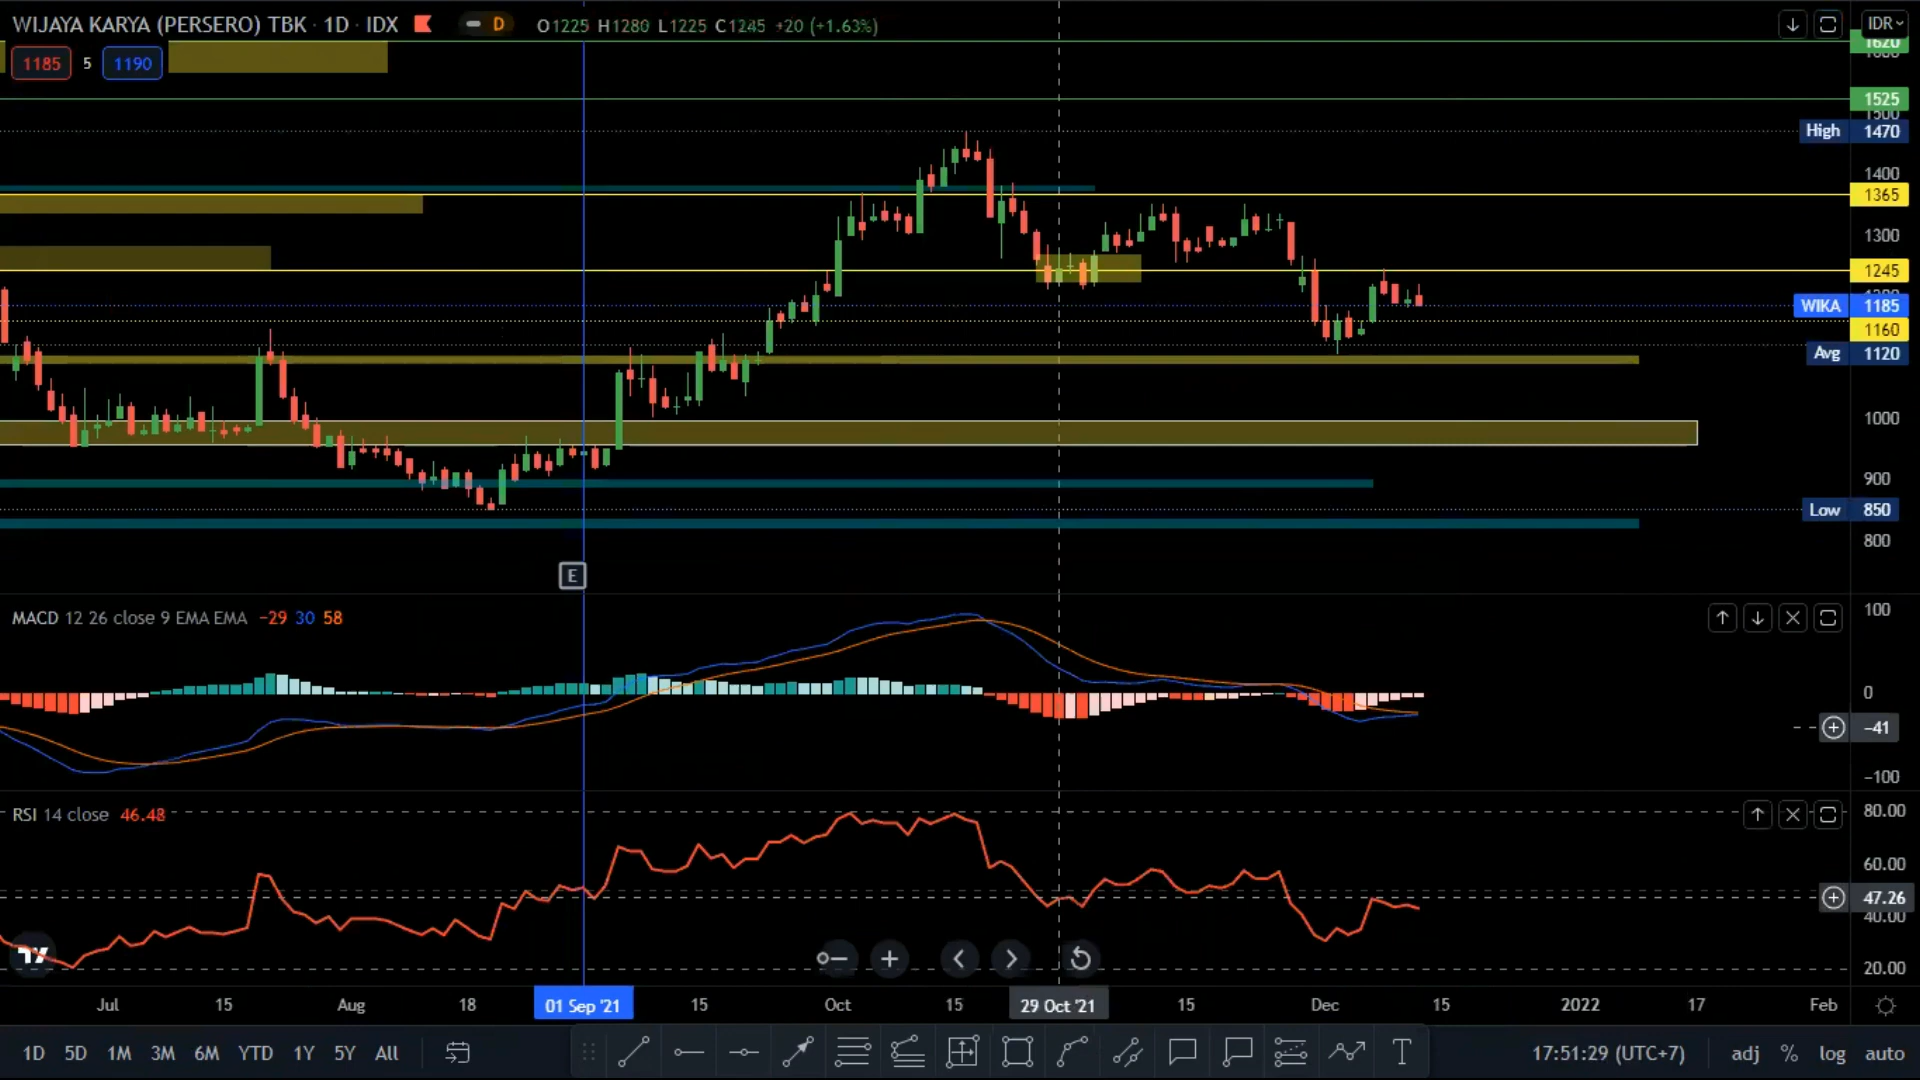 WIJAYA KARYA (PERSERO) TBK · 1D · IDX D O1225 H1280 L1225 C1245 +20 (+1.63%) IDR
1185 5 1190
1620
1525
High 1470
1400
1365
1300
1245
WIKA 1185
1160
Avg 1120
1000
900
Low 850
800
E
MACD 12 26 close 9 EMA EMA −29 30 58
100
0
−41
−100
RSI 14 close 46.48
80.00
60.00
47.26
40.00
20.00
Jul 15 Aug 18 01 Sep '21 15 Oct 15 29 Oct '21 15 Dec 15 2022 17 Feb
1D 5D 1M 3M 6M YTD 1Y 5Y All T 17:51:29 (UTC+7) adj % log auto